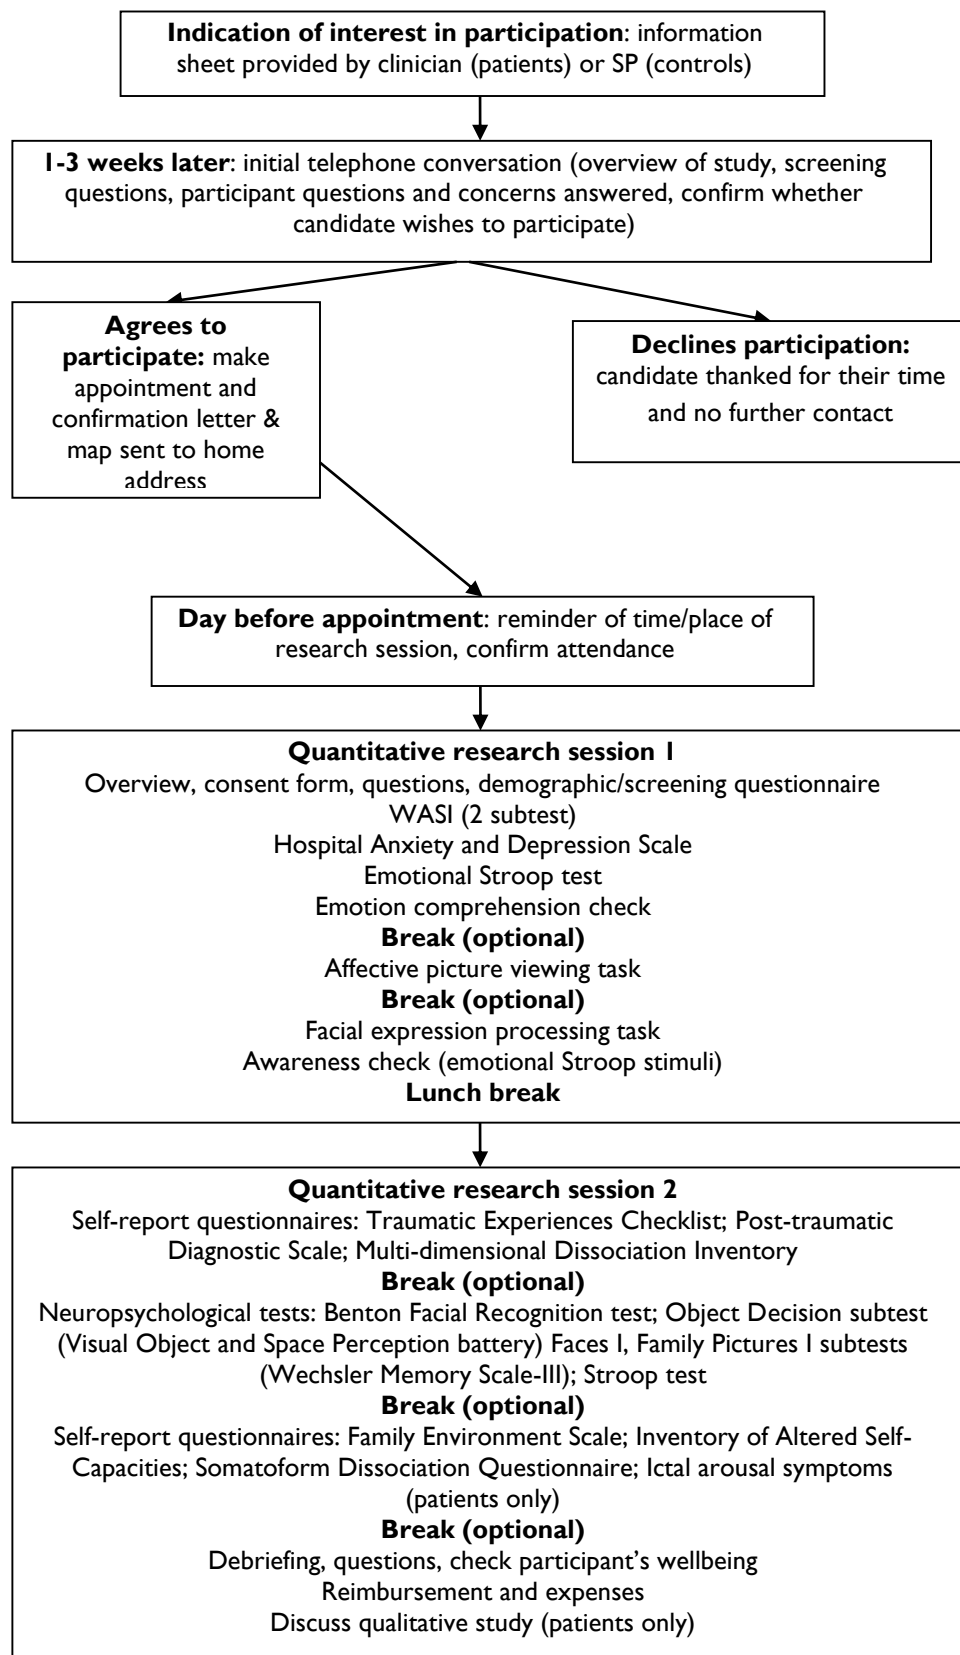 Indication of interest in participation: information
sheet provided by clinician (patients) or SP (controls)
1-3 weeks later: initial telephone conversation (overview of study, screening
questions, participant questions and concerns answered, confirm whether
candidate wishes to participate)
Agrees to
participate: make
appointment and
confirmation letter &
map sent to home
address
Declines participation:
candidate thanked for their time
and no further contact
Day before appointment: reminder of time/place of
research session, confirm attendance
Quantitative research session 1
Overview, consent form, questions, demographic/screening questionnaire
WASI (2 subtest)
Hospital Anxiety and Depression Scale
Emotional Stroop test
Emotion comprehension check
Break (optional)
Affective picture viewing task
Break (optional)
Facial expression processing task
Awareness check (emotional Stroop stimuli)
Lunch break
Quantitative research session 2
Self-report questionnaires: Traumatic Experiences Checklist; Post-traumatic
Diagnostic Scale; Multi-dimensional Dissociation Inventory
Break (optional)
Neuropsychological tests: Benton Facial Recognition test; Object Decision subtest
(Visual Object and Space Perception battery) Faces I, Family Pictures I subtests
(Wechsler Memory Scale-III); Stroop test
Break (optional)
Self-report questionnaires: Family Environment Scale; Inventory of Altered Self-
Capacities; Somatoform Dissociation Questionnaire; Ictal arousal symptoms
(patients only)
Break (optional)
Debriefing, questions, check participant's wellbeing
Reimbursement and expenses
Discuss qualitative study (patients only)